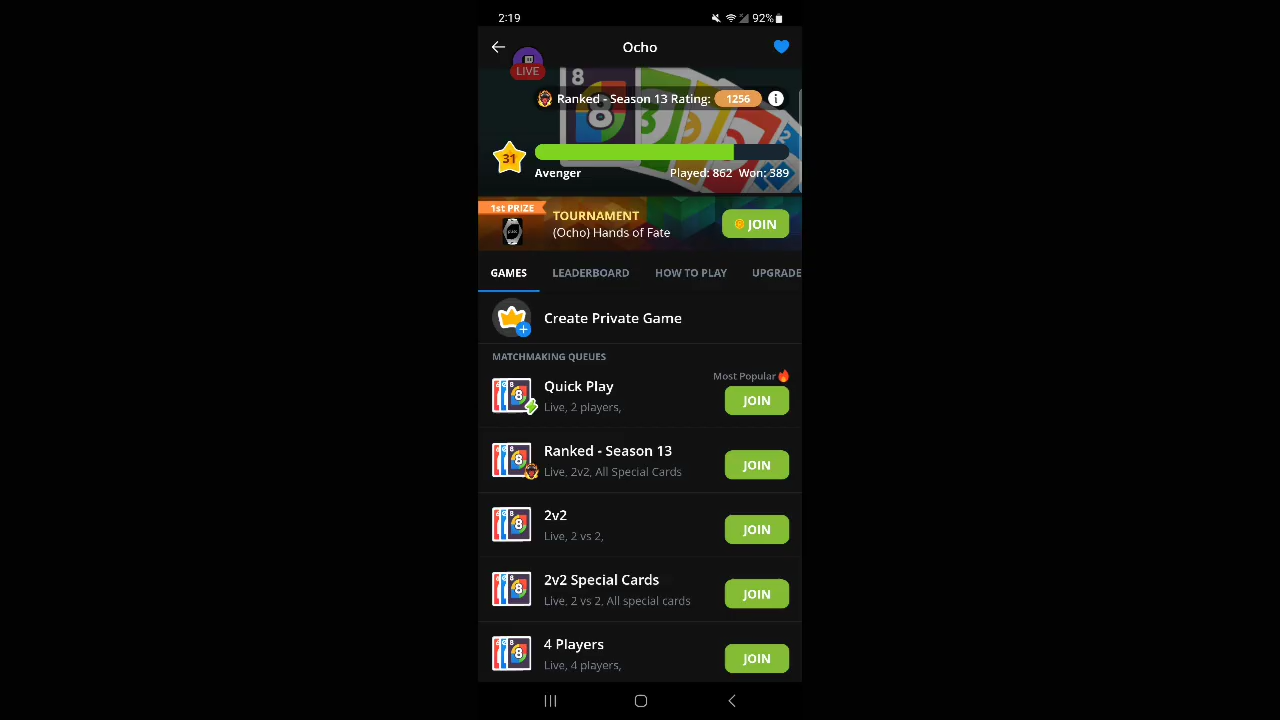 2:19
92%
Ocho
LIVE
Ranked - Season 13 Rating: 1256
31
Avenger
Played: 862 Won: 389
1st PRIZE
TOURNAMENT
(Ocho) Hands of Fate
JOIN
GAMES
LEADERBOARD
HOW TO PLAY
UPGRADE
Create Private Game
MATCHMAKING QUEUES
Most Popular
Quick Play
Live, 2 players,
JOIN
Ranked - Season 13
Live, 2v2, All Special Cards
JOIN
2v2
Live, 2 vs 2,
JOIN
2v2 Special Cards
Live, 2 vs 2, All special cards
JOIN
4 Players
Live, 4 players,
JOIN